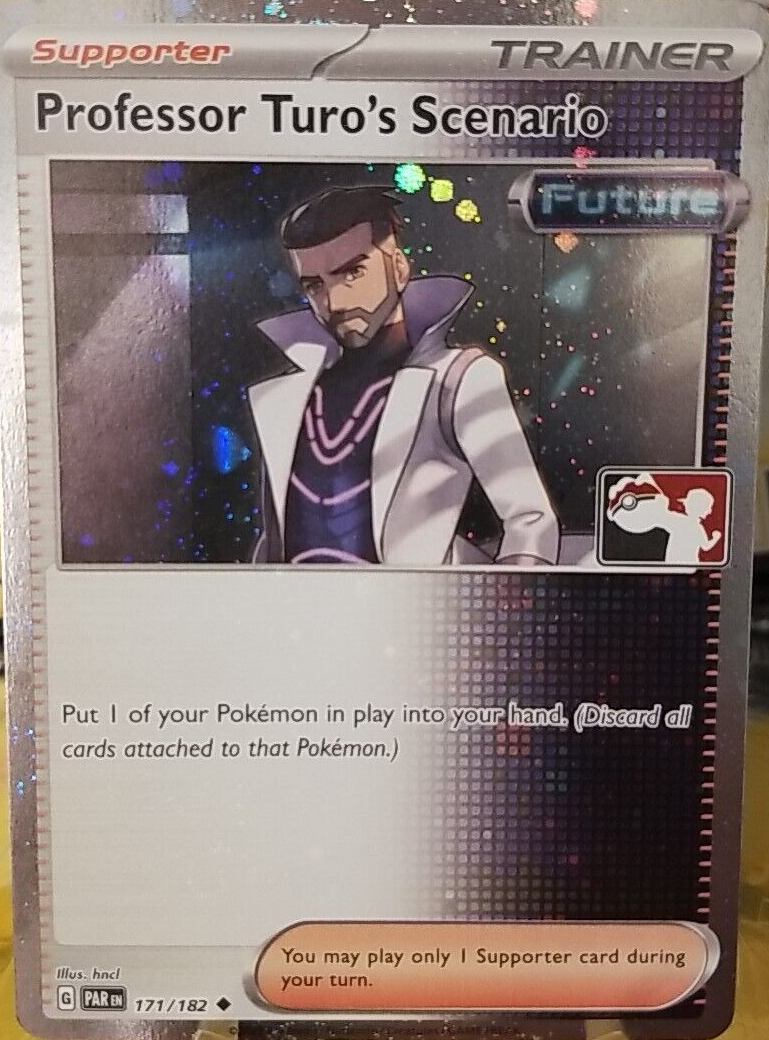 Supporter
TRAINER
Professor Turo's Scenario
Future
Put 1 of your Pokémon in play into your hand. (Discard all
cards attached to that Pokémon.)
You may play only 1 Supporter card during
your turn.
Illus. hncl
G PAR EN 171/182